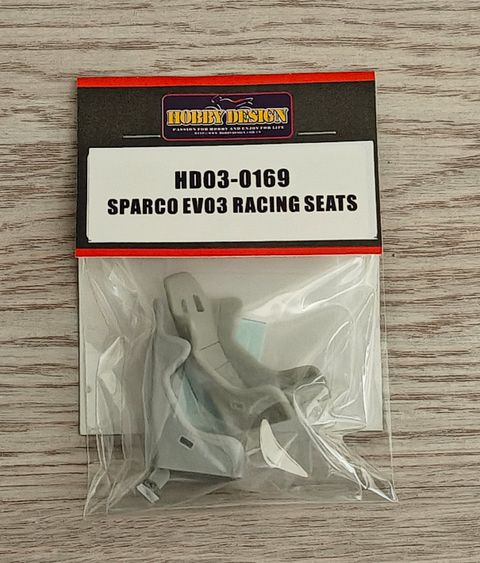 HOBBY DESIGN
PASSION FOR HOBBY AND ENJOY FOR LIFE
HD03-0169
SPARCO EVO3 RACING SEATS